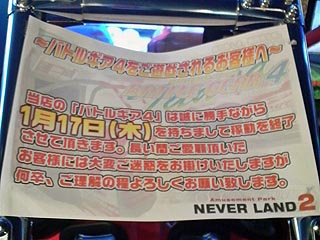 ～バトルギア4をご遊戯されるお客様へ～
当店の「バトルギア4」は誠に勝手ながら
1月17日(木)を持ちまして稼動を終了
させて頂きます。長い間ご愛顧頂いた
お客様には大変ご迷惑をお掛けいたしますが
何卒、ご理解の程よろしくお願い致します。
Amusement Park
NEVER LAND 2